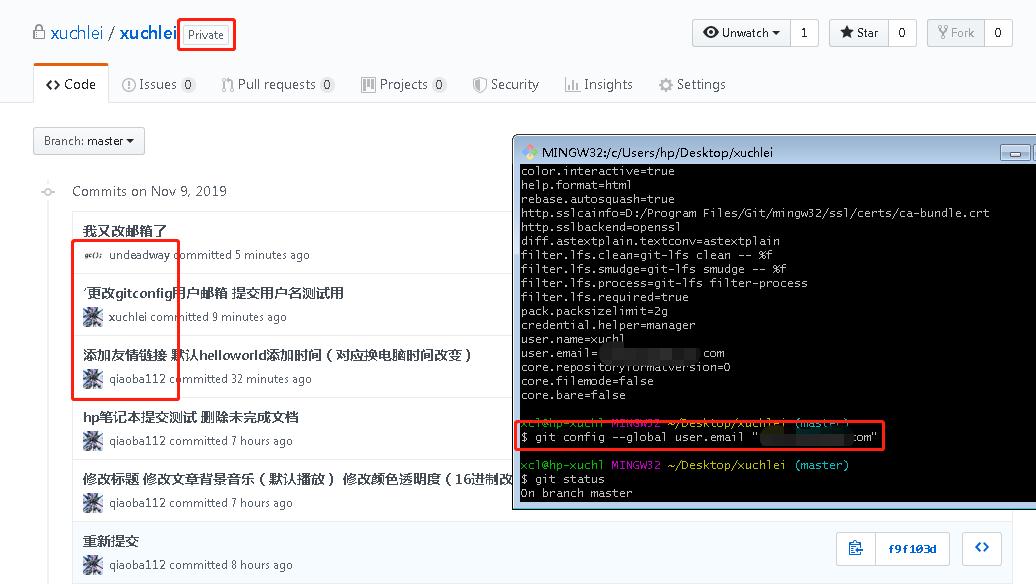 xuchlei / xuchlei Private
Unwatch 1 Star 0 Fork 0
Code Issues 0 Pull requests 0 Projects 0 Security Insights Settings
Branch: master
Commits on Nov 9, 2019
我又改邮箱了
undeadway committed 5 minutes ago
'更改gitconfig用户邮箱 提交用户名测试用
xuchlei committed 9 minutes ago
添加友情链接 默认helloworld添加时间（对应换电脑时间改变）
qiaoba112 committed 32 minutes ago
hp笔记本提交测试 删除未完成文档
qiaoba112 committed 7 hours ago
修改标题 修改文章背景音乐（默认播放） 修改颜色透明度（16进制改
qiaoba112 committed 7 hours ago
重新提交
qiaoba112 committed 8 hours ago
f9f103d
MINGW32:/c/Users/hp/Desktop/xuchlei
color.interactive=true
help.format=html
rebase.autosquash=true
http.sslcainfo=D:/Program Files/Git/mingw32/ssl/certs/ca-bundle.crt
http.sslbackend=openssl
diff.astextplain.textconv=astextplain
filter.lfs.clean=git-lfs clean -- %f
filter.lfs.smudge=git-lfs smudge -- %f
filter.lfs.process=git-lfs filter-process
filter.lfs.required=true
pack.packsizelimit=2g
credential.helper=manager
user.name=xuchl
user.email= com
core.repositoryformatversion=0
core.filemode=false
core.bare=false
xcl@hp-xuchl MINGW32 ~/Desktop/xuchlei (master)
$ git config --global user.email " com"
xcl@hp-xuchl MINGW32 ~/Desktop/xuchlei (master)
$ git status
On branch master